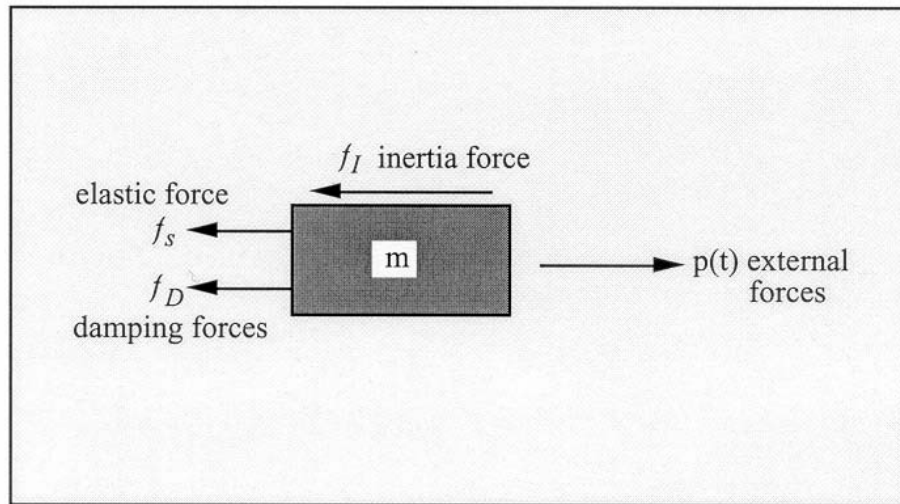 f_I inertia force
elastic force
f_s
m
f_D
damping forces
p(t) external
forces